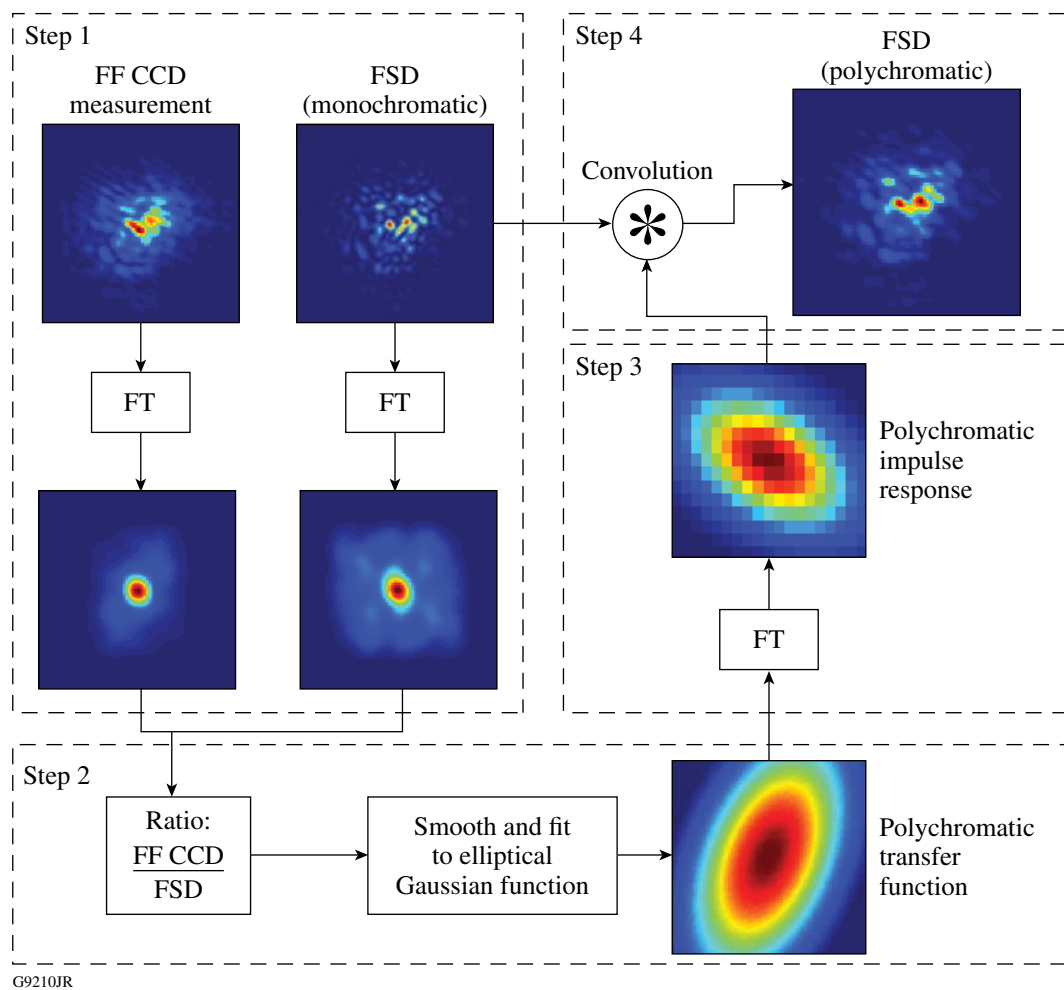 Step 1
FF CCD
measurement
FSD
(monochromatic)
FT
FT
Step 4
FSD
(polychromatic)
Convolution
*
Step 3
Polychromatic
impulse
response
FT
Step 2
Ratio:
FF CCD
FSD
Smooth and fit
to elliptical
Gaussian function
Polychromatic
transfer
function
G9210JR